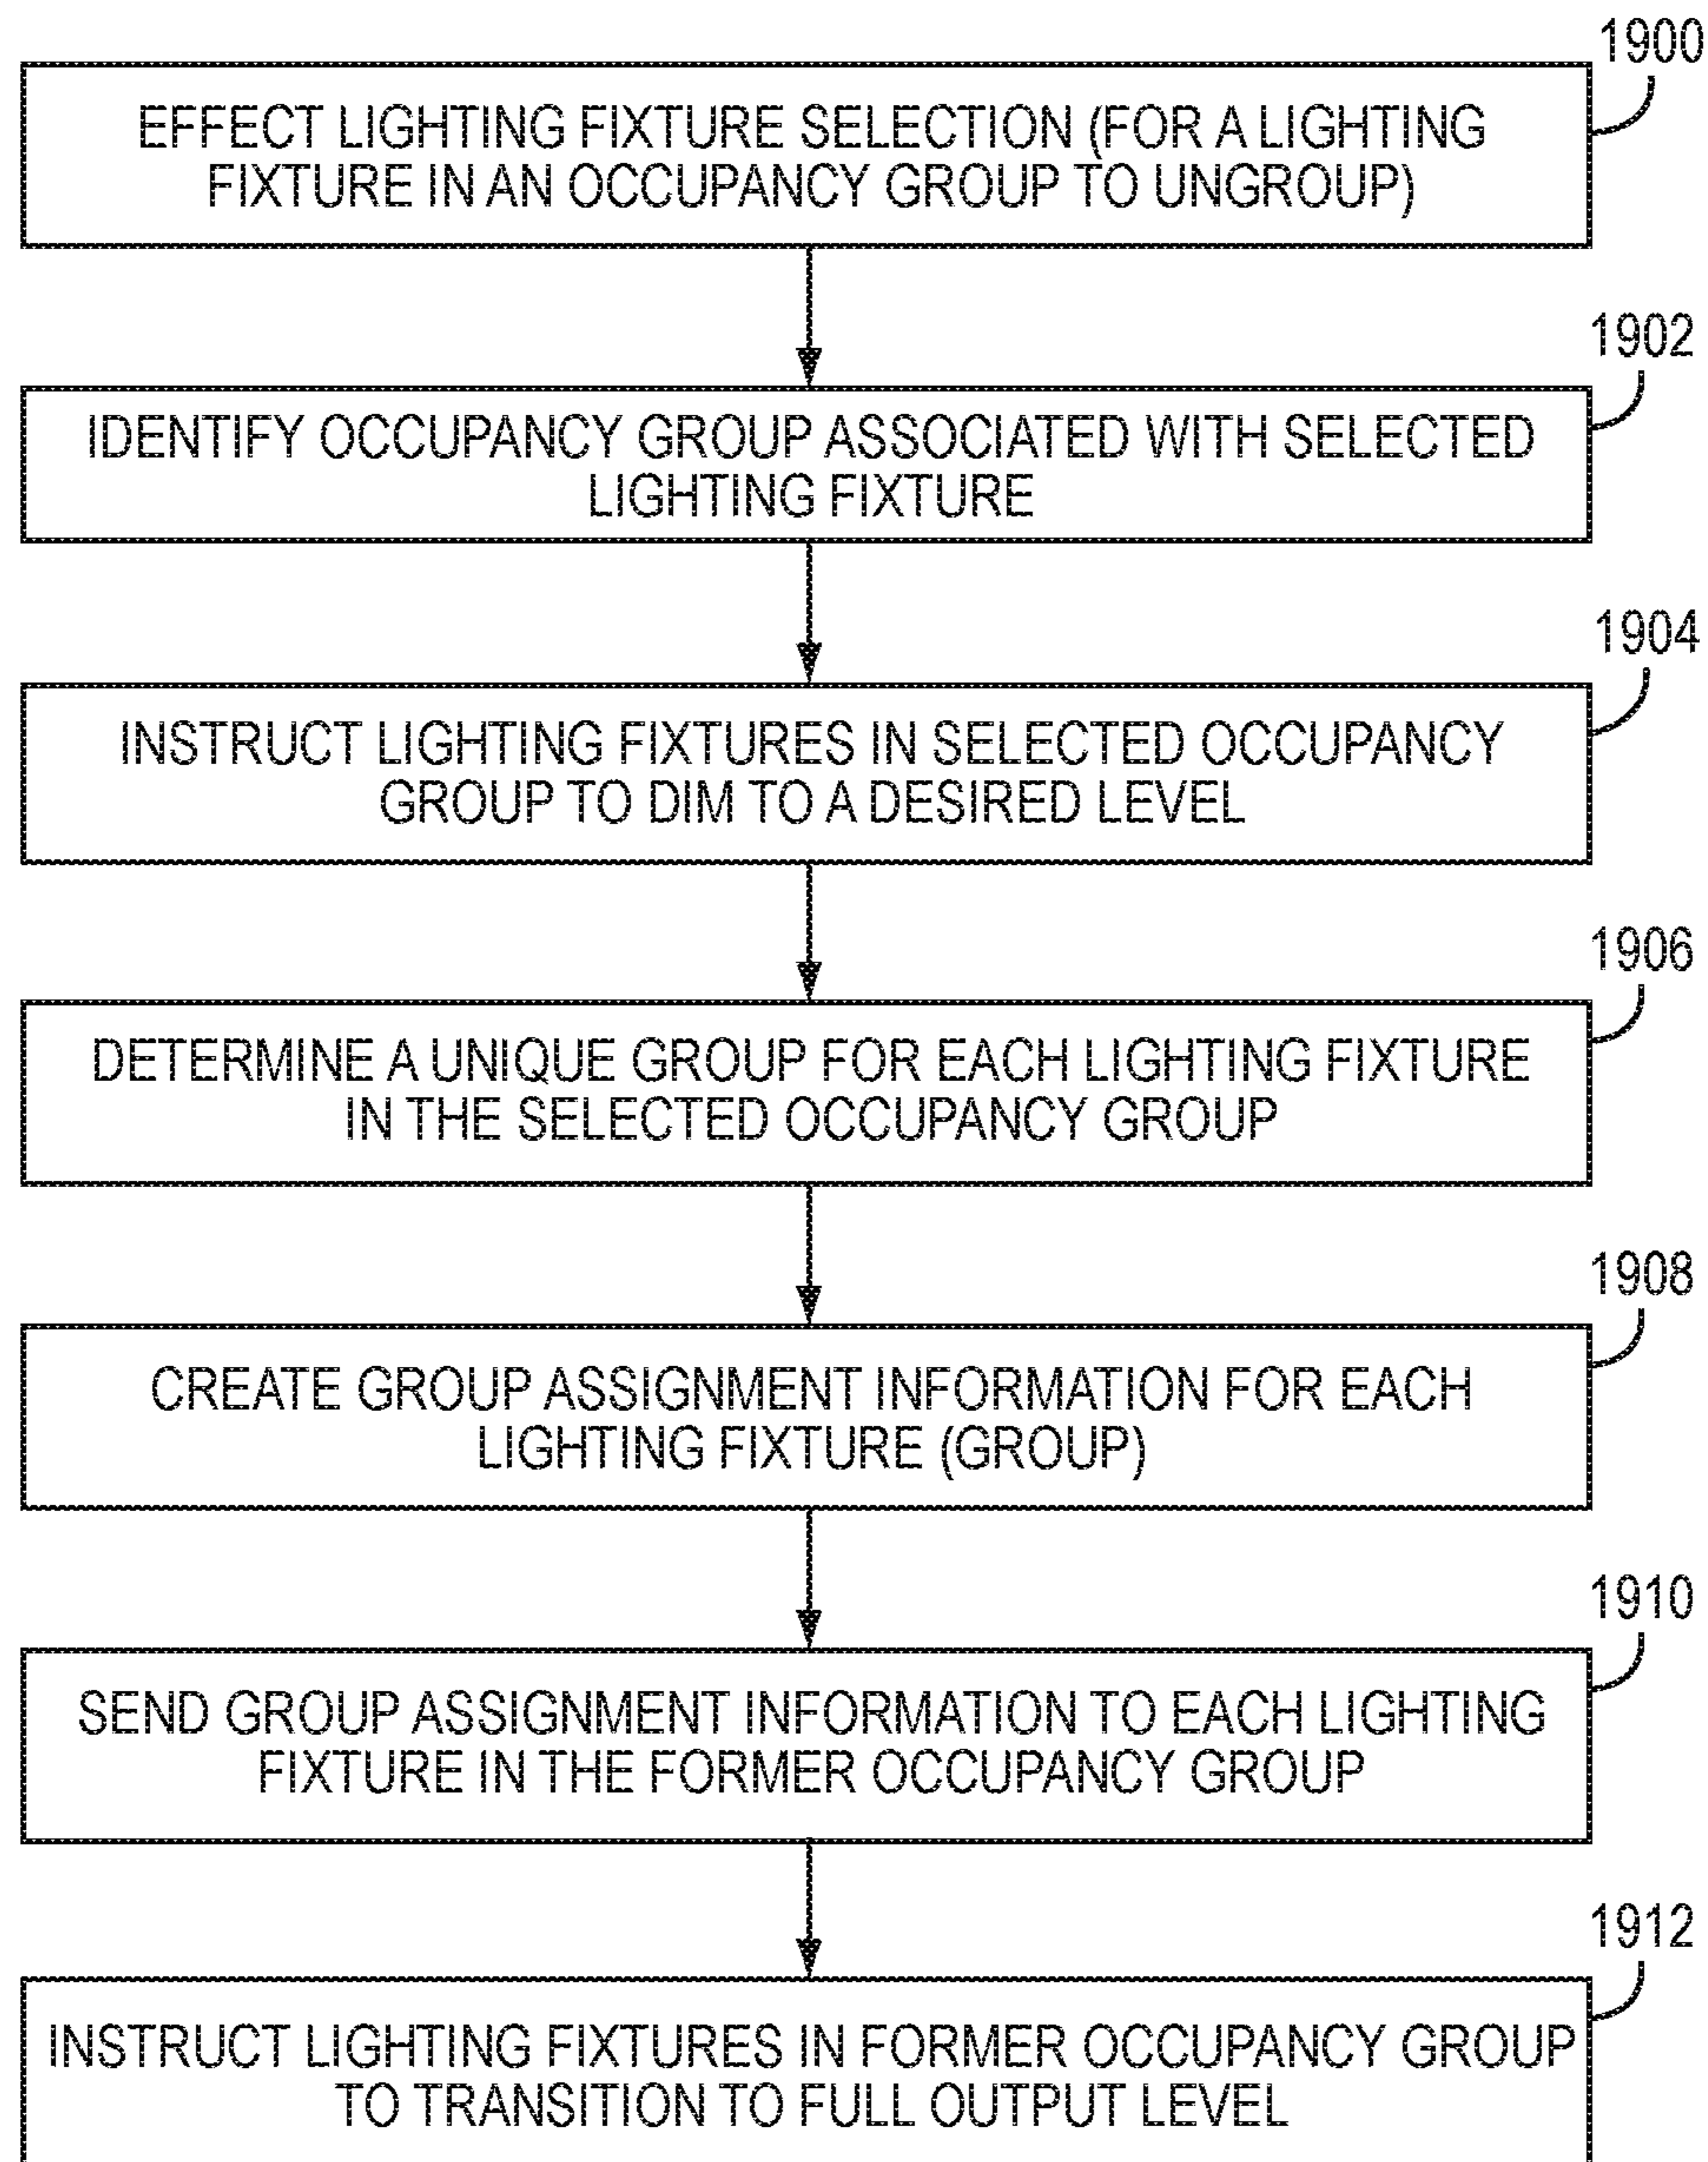 1900
EFFECT LIGHTING FIXTURE SELECTION (FOR A LIGHTING
FIXTURE IN AN OCCUPANCY GROUP TO UNGROUP)
1902
IDENTIFY OCCUPANCY GROUP ASSOCIATED WITH SELECTED
LIGHTING FIXTURE
1904
INSTRUCT LIGHTING FIXTURES IN SELECTED OCCUPANCY
GROUP TO DIM TO A DESIRED LEVEL
1906
DETERMINE A UNIQUE GROUP FOR EACH LIGHTING FIXTURE
IN THE SELECTED OCCUPANCY GROUP
1908
CREATE GROUP ASSIGNMENT INFORMATION FOR EACH
LIGHTING FIXTURE (GROUP)
1910
SEND GROUP ASSIGNMENT INFORMATION TO EACH LIGHTING
FIXTURE IN THE FORMER OCCUPANCY GROUP
1912
INSTRUCT LIGHTING FIXTURES IN FORMER OCCUPANCY GROUP
TO TRANSITION TO FULL OUTPUT LEVEL